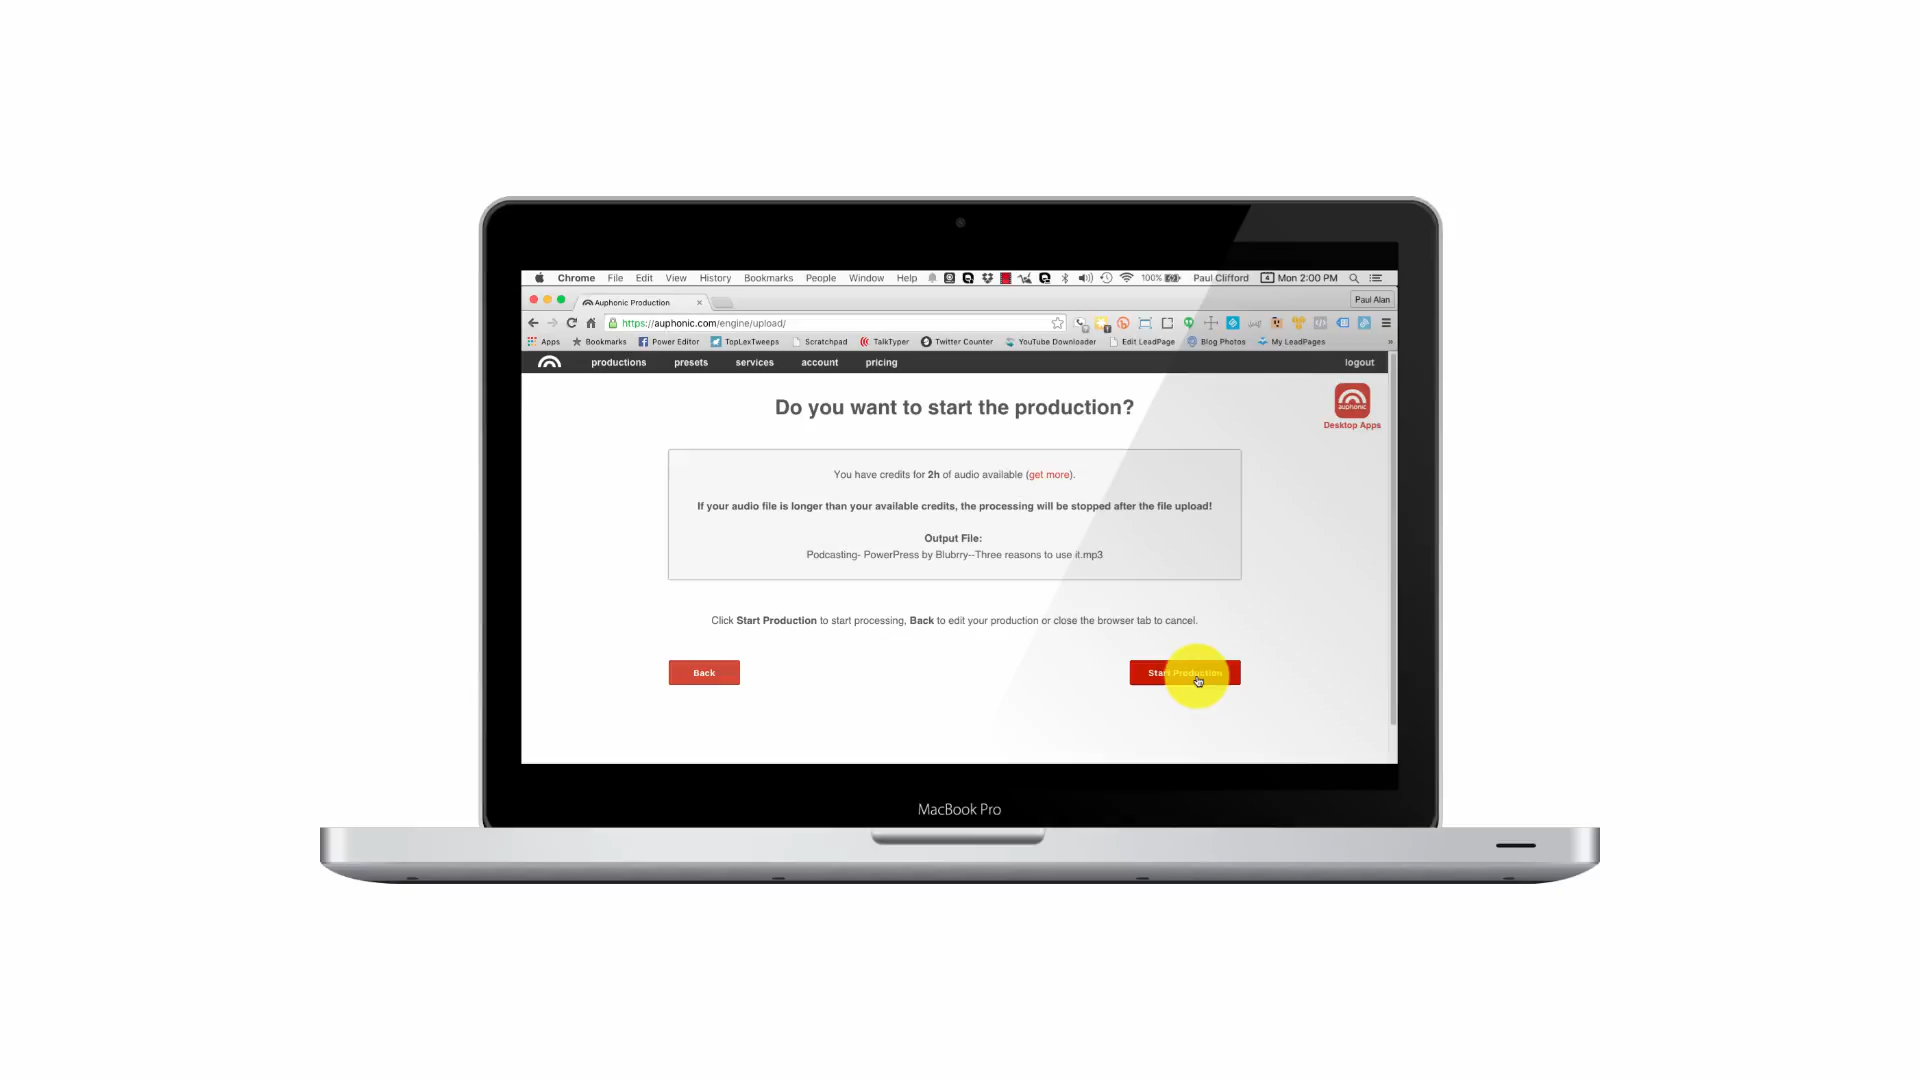 Chrome File Edit View History Bookmarks People Window Help 100% Paul Clifford 4 Mon 2:00 PM
Auphonic Production Paul Alan
https://auphonic.com/engine/upload/
Apps Bookmarks Power Editor TopLexTweeps Scratchpad TalkTyper Twitter Counter YouTube Downloader Edit LeadPage Blog Photos My LeadPages »
productions presets services account pricing logout
auphonic
Desktop Apps
Do you want to start the production?
You have credits for 2h of audio available (get more).
If your audio file is longer than your available credits, the processing will be stopped after the file upload!
Output File:
Podcasting- PowerPress by Blubrry--Three reasons to use it.mp3
Click Start Production to start processing, Back to edit your production or close the browser tab to cancel.
Back Start Production
MacBook Pro